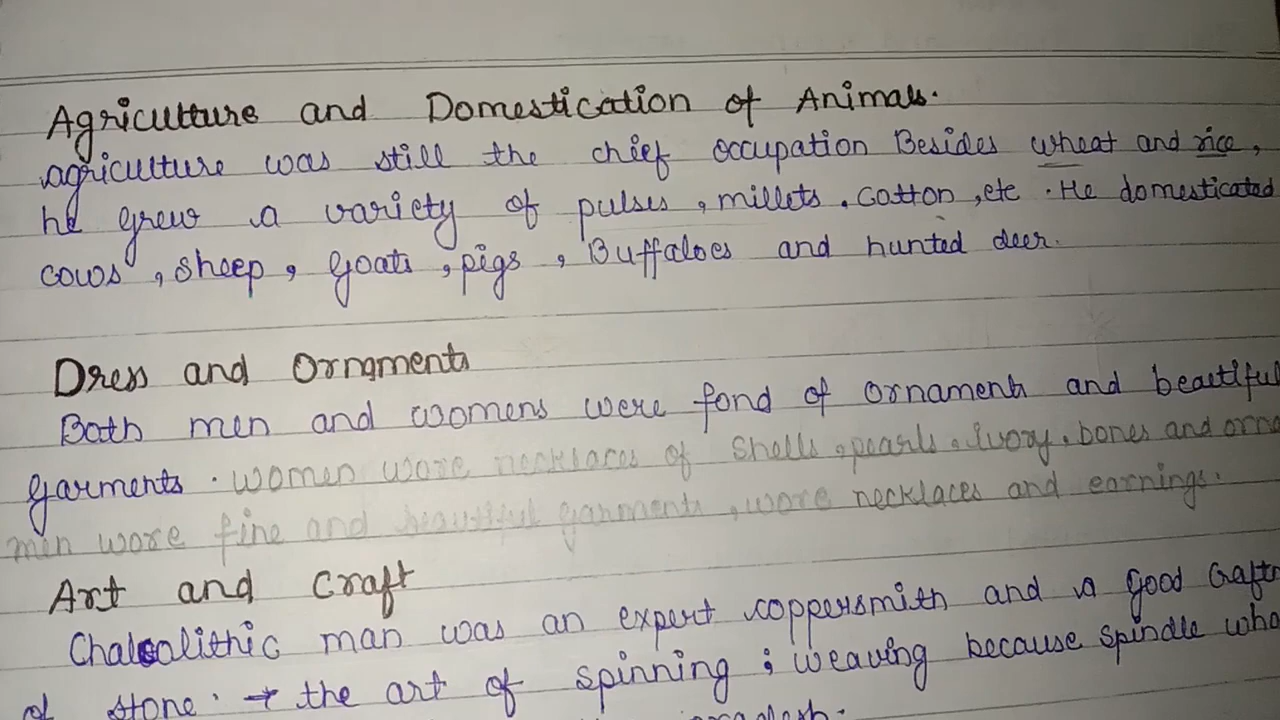 Agriculture and Domestication of Animals.
agriculture was still the chief occupation Besides wheat and rice,
he grew a variety of pulses, millets, cotton, etc. He domesticated
cows, sheep, goats, pigs, Buffaloes and hunted deer.
Dress and Ornaments
Both men and womens were fond of ornaments and beautiful
garments. women wore necklaces of shells, pearls, Ivory, bones and
men wore fine and beautiful garments, wore necklaces and earnings.
Art and Craft
Chalcolithic man was an expert coppersmith and a good
of stone. → the art of spinning ; weaving because spindle